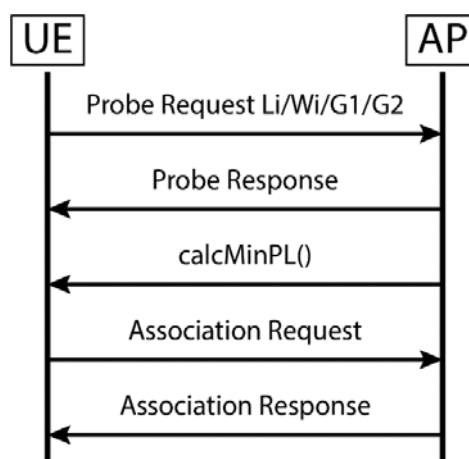 UE
AP
Probe Request Li/Wi/G1/G2
Probe Response
calcMinPL()
Association Request
Association Response